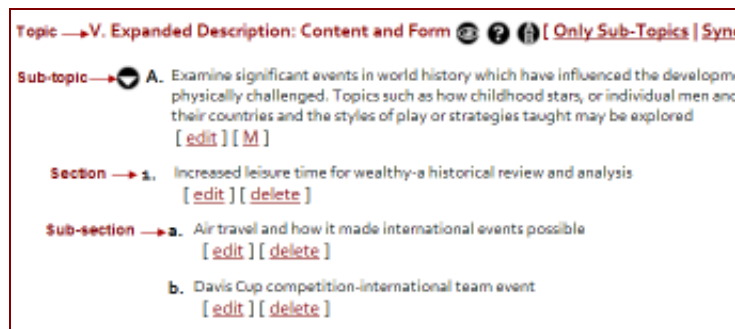 Topic V. Expanded Description: Content and Form [ Only Sub-Topics | Sync
Sub-topic A. Examine significant events in world history which have influenced the developm
physically challenged. Topics such as how childhood stars, or individual men and
their countries and the styles of play or strategies taught may be explored
[ edit ] [ M ]
Section 1. Increased leisure time for wealthy-a historical review and analysis
[ edit ] [ delete ]
Sub-section a. Air travel and how it made international events possible
[ edit ] [ delete ]
b. Davis Cup competition-international team event
[ edit ] [ delete ]